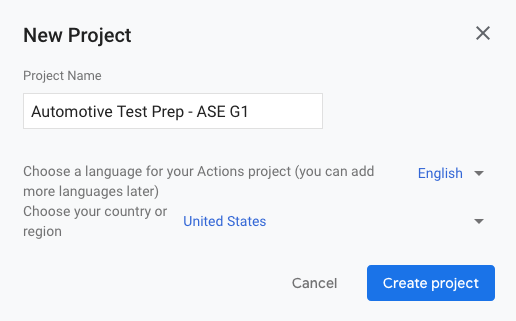 New Project
Project Name
Automotive Test Prep - ASE G1
Choose a language for your Actions project (you can add
more languages later)
English
Choose your country or
region
United States
Cancel
Create project